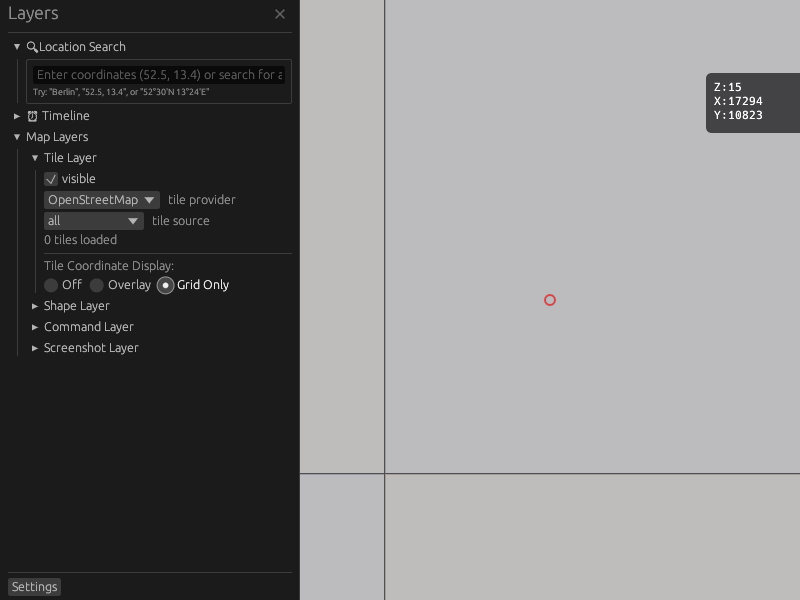 Layers
Location Search
Enter coordinates (52.5, 13.4) or search for a
Try: "Berlin", "52.5, 13.4", or "52°30'N 13°24'E"
Timeline
Map Layers
Tile Layer
visible
OpenStreetMap tile provider
all tile source
0 tiles loaded
Tile Coordinate Display:
Off Overlay Grid Only
Shape Layer
Command Layer
Screenshot Layer
Settings
Z:15
X:17294
Y:10823